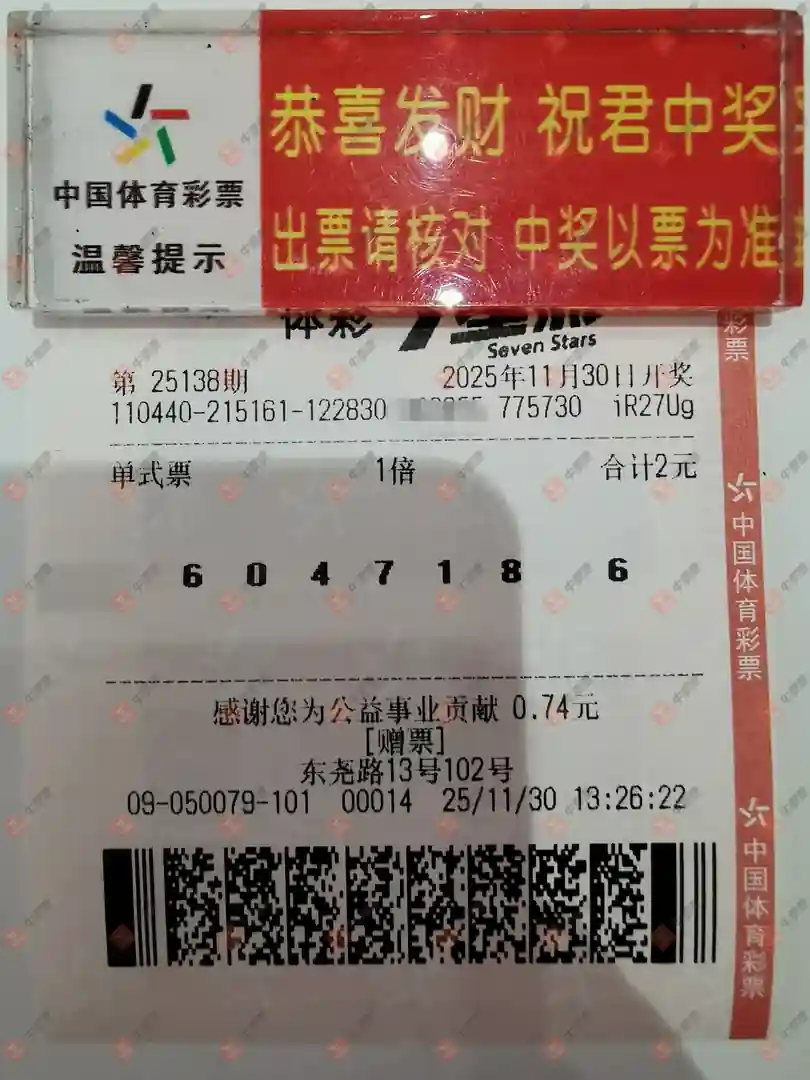 恭喜发财 祝君中奖
中国体育彩票
温馨提示
出票请核对 中奖以票为准
体彩 7星彩
Seven Stars
第 25138期 2025年11月30日开奖
110440-215161-122830 775730 iR27Ug
单式票 1倍 合计2元
6 0 4 7 1 8 6
感谢您为公益事业贡献 0.74元
[赠票]
东尧路13号102号
09-050079-101 00014 25/11/30 13:26:22
彩票
中国体育彩票
中国体育彩票